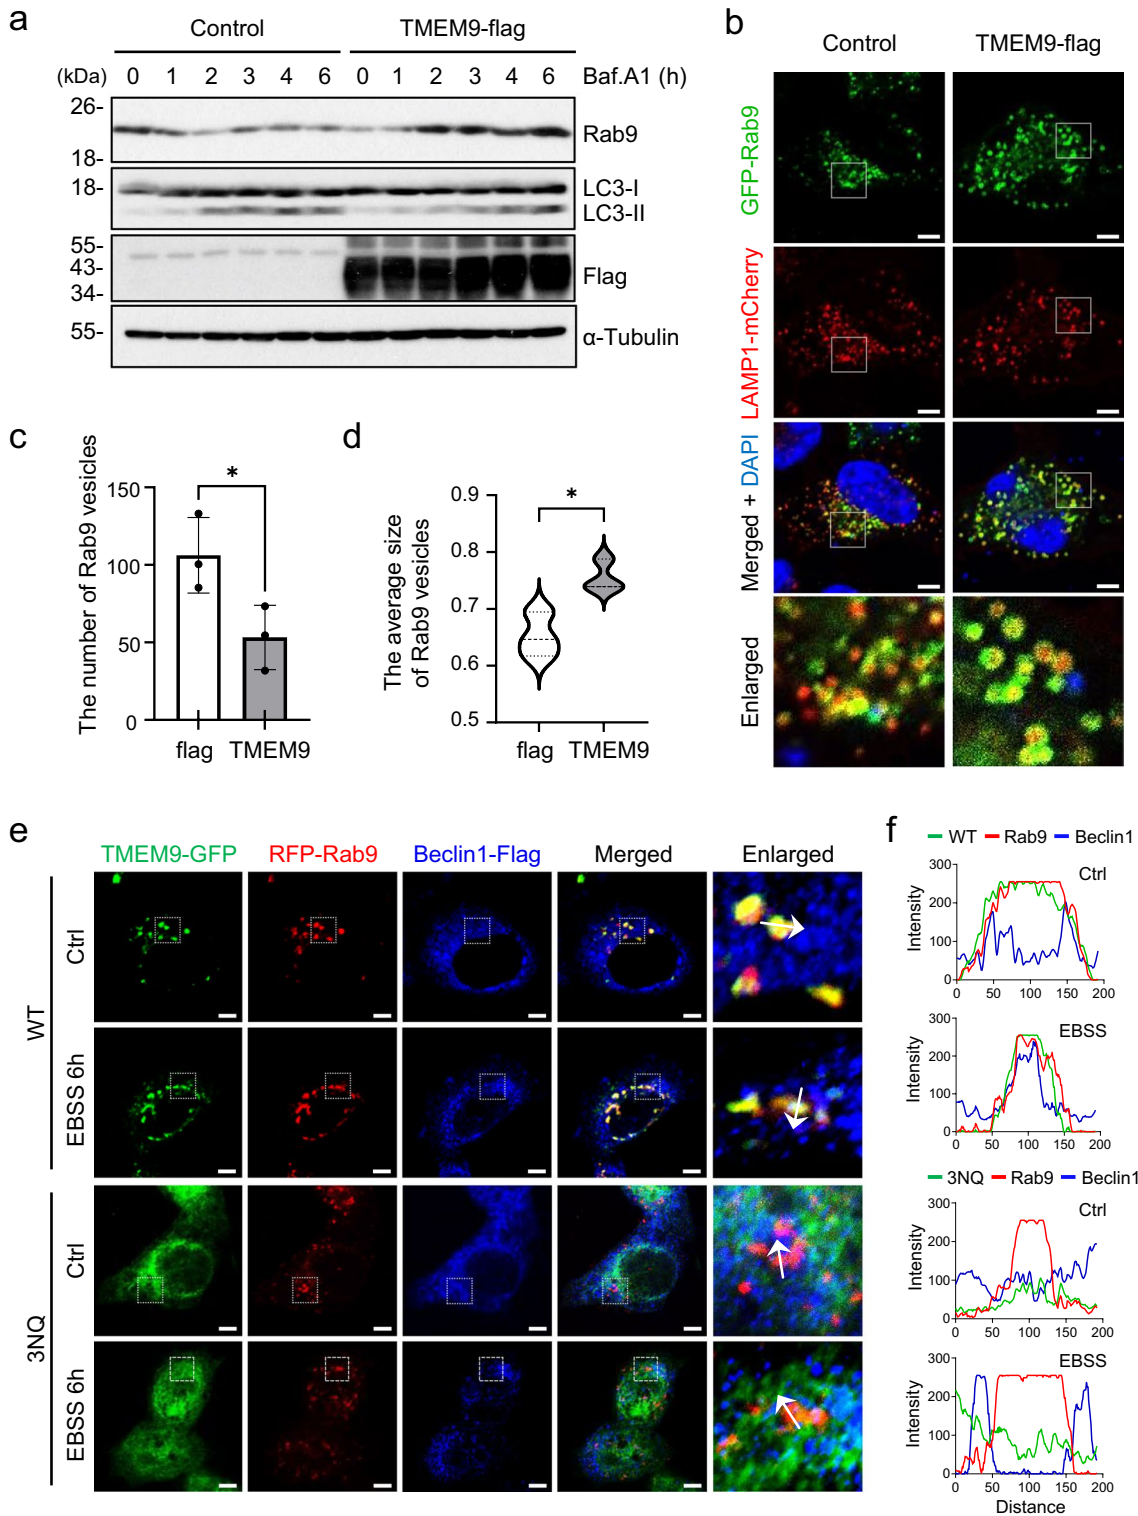 a
Control TMEM9-flag
(kDa) 0 1 2 3 4 6 0 1 2 3 4 6 Baf.A1 (h)
26-
Rab9
18-
18-
LC3-I
LC3-II
55-
43-
Flag
34-
55-
α-Tubulin
b
Control TMEM9-flag
GFP-Rab9
LAMP1-mCherry
Merged + DAPI
Enlarged
c
The number of Rab9 vesicles
150
100
50
0
*
flag TMEM9
d
The average size
of Rab9 vesicles
0.9
0.8
0.7
0.6
0.5
*
flag TMEM9
e
TMEM9-GFP RFP-Rab9 Beclin1-Flag Merged Enlarged
WT
Ctrl
EBSS 6h
3NQ
Ctrl
EBSS 6h
f
WT Rab9 Beclin1
Ctrl
Intensity
300
200
100
0
0 50 100 150 200
EBSS
Intensity
300
200
100
0
0 50 100 150 200
3NQ Rab9 Beclin1
Ctrl
Intensity
300
200
100
0
0 50 100 150 200
EBSS
Intensity
300
200
100
0
0 50 100 150 200
Distance